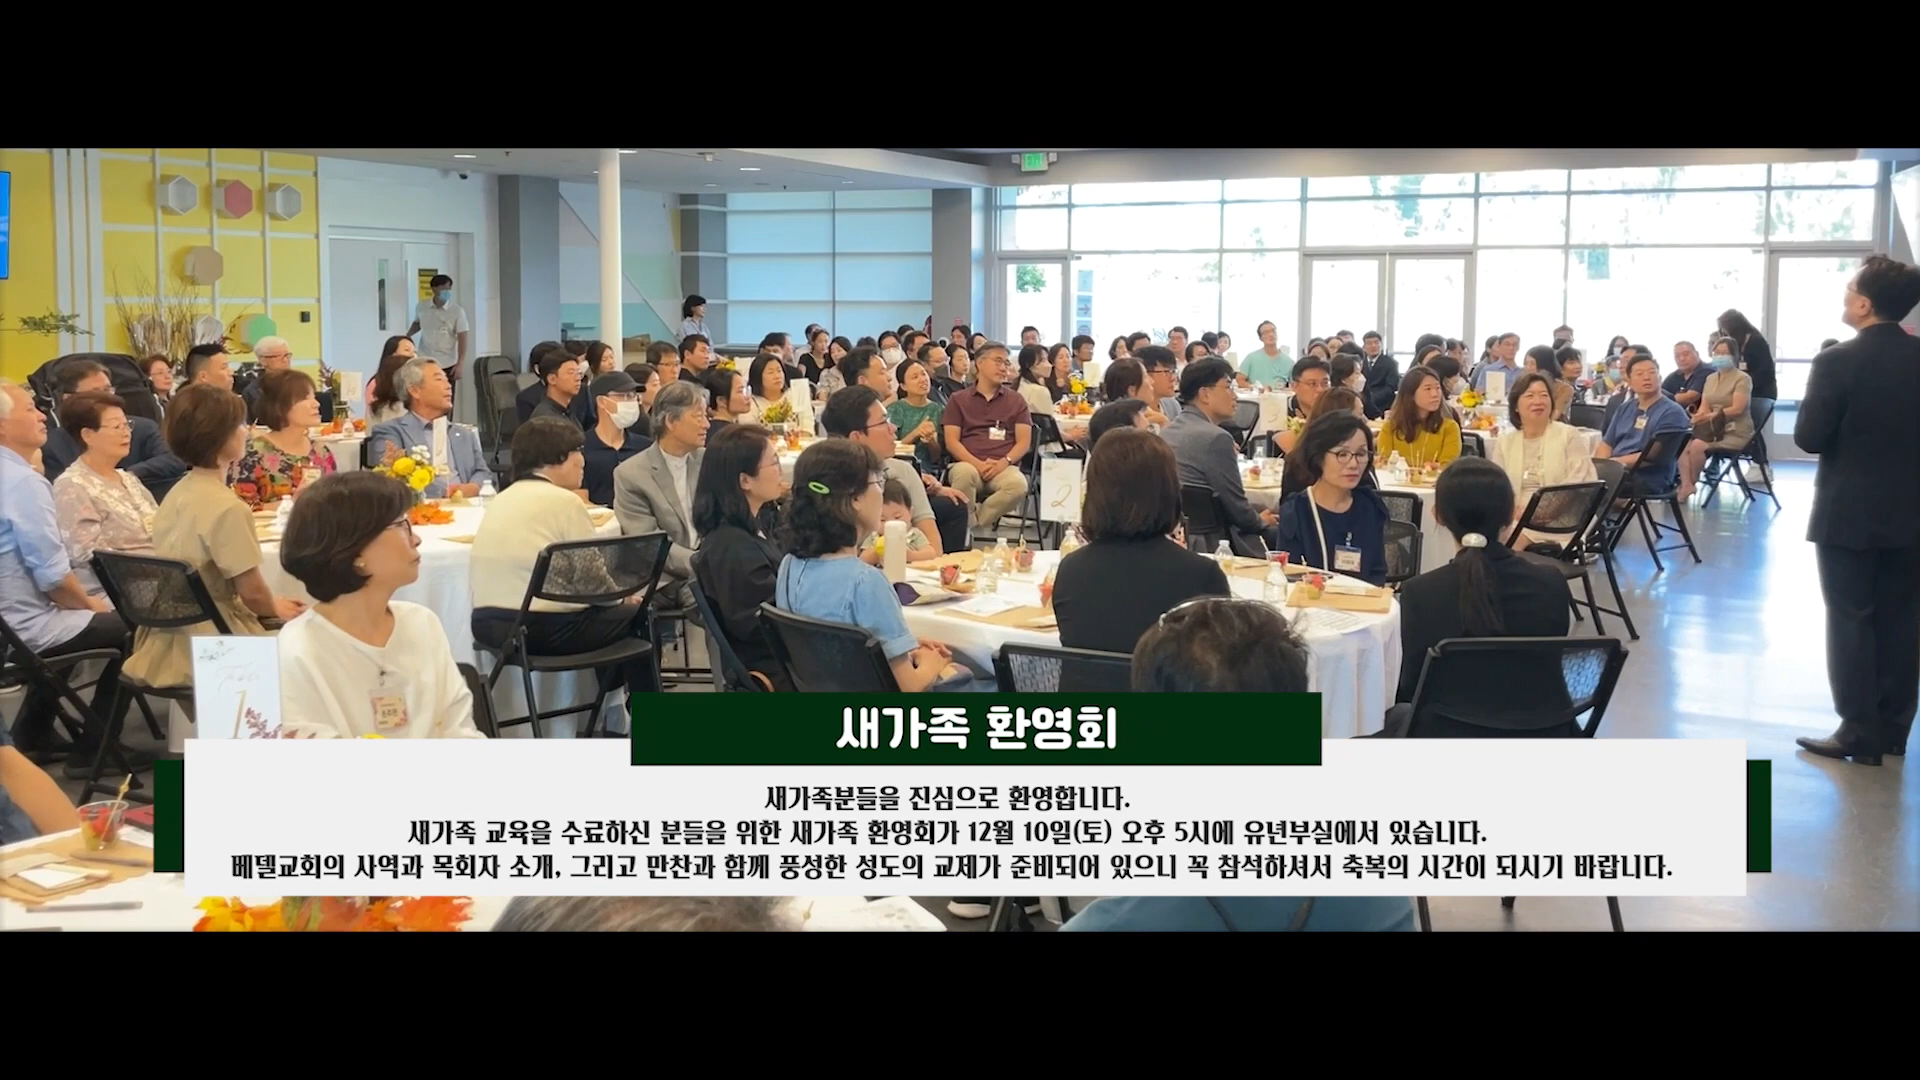 EXIT
2
1
새가족 환영회
새가족분들을 진심으로 환영합니다.
새가족 교육을 수료하신 분들을 위한 새가족 환영회가 12월 10일(토) 오후 5시에 유년부실에서 있습니다.
베델교회의 사역과 목회자 소개, 그리고 만찬과 함께 풍성한 성도의 교제가 준비되어 있으니 꼭 참석하셔서 축복의 시간이 되시기 바랍니다.